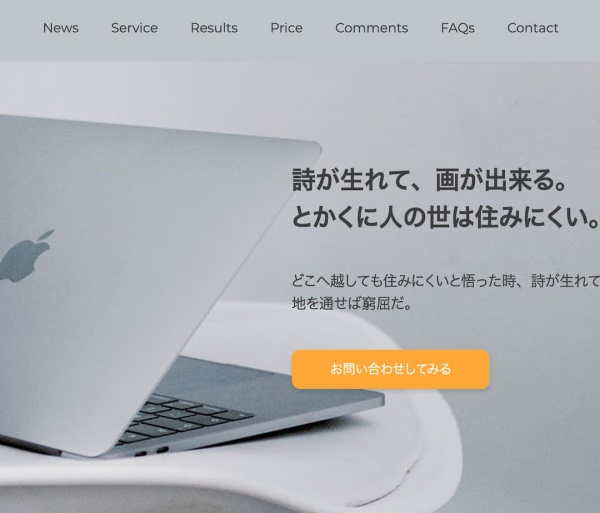 News Service Results Price Comments FAQs Contact
詩が生れて、画が出来る。
とかくに人の世は住みにくい。
どこへ越しても住みにくいと悟った時、詩が生れて
地を通せば窮屈だ。
お問い合わせしてみる